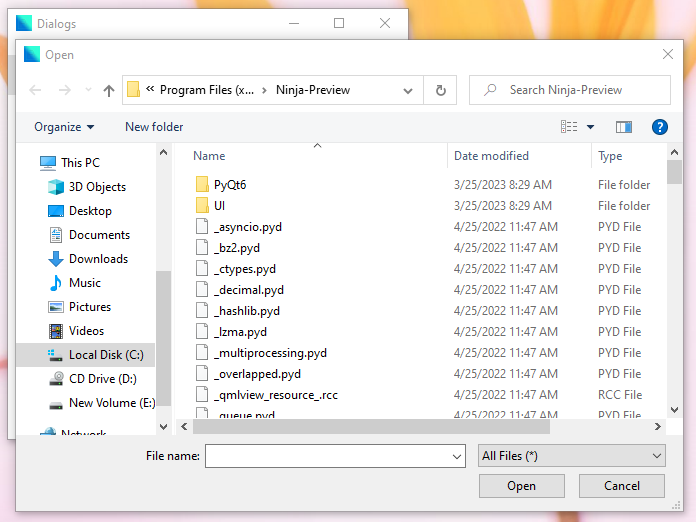 Dialogs
Open
« Program Files (x... > Ninja-Preview
Search Ninja-Preview
Organize New folder
Name Date modified Type
This PC
3D Objects
Desktop
Documents
Downloads
Music
Pictures
Videos
Local Disk (C:)
CD Drive (D:)
New Volume (E:)
Network
PyQt6 3/25/2023 8:29 AM File folder
UI 3/25/2023 8:29 AM File folder
_asyncio.pyd 4/25/2022 11:47 AM PYD File
_bz2.pyd 4/25/2022 11:47 AM PYD File
_ctypes.pyd 4/25/2022 11:47 AM PYD File
_decimal.pyd 4/25/2022 11:47 AM PYD File
_hashlib.pyd 4/25/2022 11:47 AM PYD File
_lzma.pyd 4/25/2022 11:47 AM PYD File
_multiprocessing.pyd 4/25/2022 11:47 AM PYD File
_overlapped.pyd 4/25/2022 11:47 AM PYD File
_qmlview_resource_.rcc 4/25/2022 11:47 AM RCC File
_queue.pyd 4/25/2022 11:47 AM PYD File
File name: All Files (*)
Open Cancel